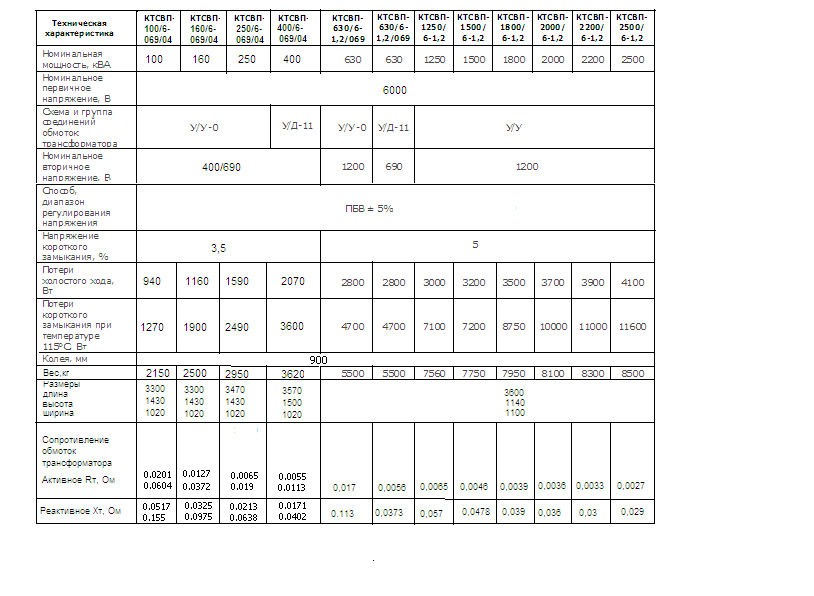 Техническая характеристика | КТСВП-100/6-069/04 | КТСВП-160/6-069/04 | КТСВП-250/6-069/04 | КТСВП-400/6-069/04 | КТСВП-630/6-1,2/069 | КТСВП-630/6-1,2/069 | КТСВП-1250/6-1,2 | КТСВП-1500/6-1,2 | КТСВП-1800/6-1,2 | КТСВП-2000/6-1,2 | КТСВП-2200/6-1,2 | КТСВП-2500/6-1,2
Номинальная мощность, кВА | 100 | 160 | 250 | 400 | 630 | 630 | 1250 | 1500 | 1800 | 2000 | 2200 | 2500
Номинальное первичное напряжение, В | 6000
Схема и группа соединений обмоток трансформатора | У/У-0 | У/Д-11 | У/У-0 | У/Д-11 | У/У
Номинальное вторичное напряжение, В | 400/690 | 1200 | 690 | 1200
Способ, диапазон регулирования напряжения | ПБВ ± 5%
Напряжение короткого замыкания, % | 3,5 | 5
Потери холостого хода, Вт | 940 | 1160 | 1590 | 2070 | 2800 | 2800 | 3000 | 3200 | 3500 | 3700 | 3900 | 4100
Потери короткого замыкания при температуре 115ºС, Вт | 1270 | 1900 | 2490 | 3600 | 4700 | 4700 | 7100 | 7200 | 8750 | 10000 | 11000 | 11600
Колея, мм | 900
Вес,кг | 2150 | 2500 | 2950 | 3620 | 5500 | 5500 | 7560 | 7750 | 7950 | 8100 | 8300 | 8500
Размеры
длина | 3300 | 3300 | 3470 | 3570 | 3600
высота | 1430 | 1430 | 1430 | 1500 | 1140
ширина | 1020 | 1020 | 1020 | 1020 | 1100
Сопротивление обмоток трансформатора
Активное Rт, Ом | 0.0201 0.0604 | 0.0127 0.0372 | 0.0065 0.019 | 0.0055 0.0113 | 0,017 | 0,0056 | 0,0065 | 0,0046 | 0,0039 | 0,0036 | 0,0033 | 0,0027
Реактивное Xт, Ом | 0.0517 0.155 | 0.0325 0.0975 | 0.0213 0.0638 | 0.0171 0.0402 | 0.113 | 0,0373 | 0,057 | 0,0478 | 0,039 | 0,036 | 0,03 | 0,029